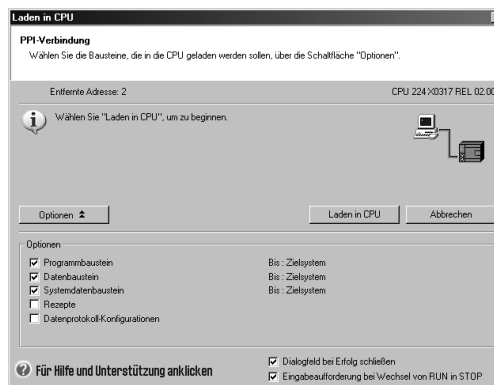 Laden in CPU
PPI-Verbindung
Wählen Sie die Bausteine, die in die CPU geladen werden sollen, über die Schaltfläche "Optionen".
Entfernte Adresse: 2
CPU 224 X0317 REL 02.00
Wählen Sie "Laden in CPU", um zu beginnen.
Optionen
Laden in CPU
Abbrechen
Optionen
Programmbaustein
Bis : Zielsystem
Datenbaustein
Bis : Zielsystem
Systemdatenbaustein
Bis : Zielsystem
Rezepte
Datenprotokoll-Konfigurationen
Für Hilfe und Unterstützung anklicken
Dialogfeld bei Erfolg schließen
Eingabeaufforderung bei Wechsel von RUN in STOP